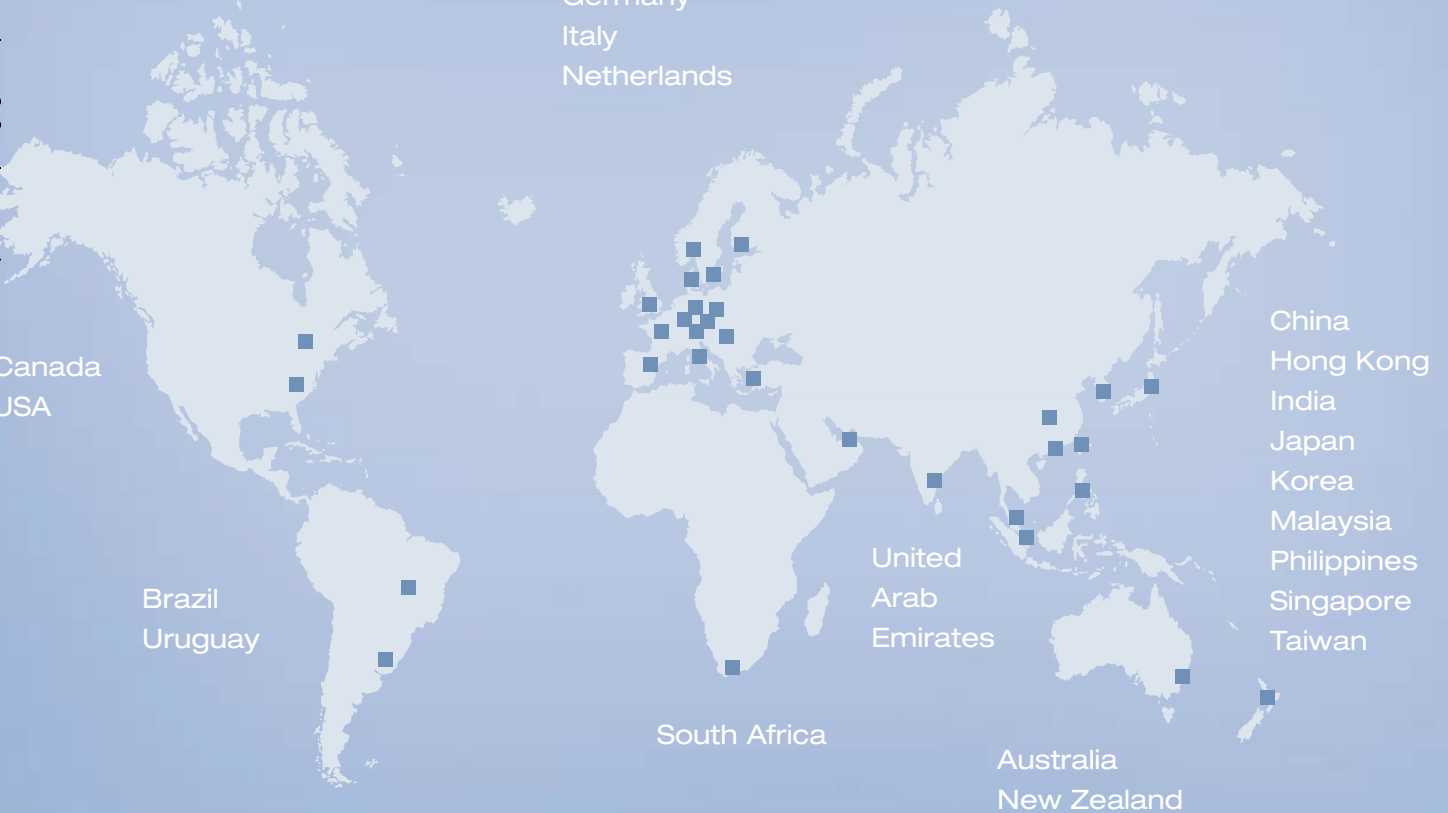 Germany
Italy
Netherlands
Canada
USA
China
Hong Kong
India
Japan
Korea
Malaysia
Philippines
Singapore
Taiwan
Brazil
Uruguay
United
Arab
Emirates
South Africa
Australia
New Zealand